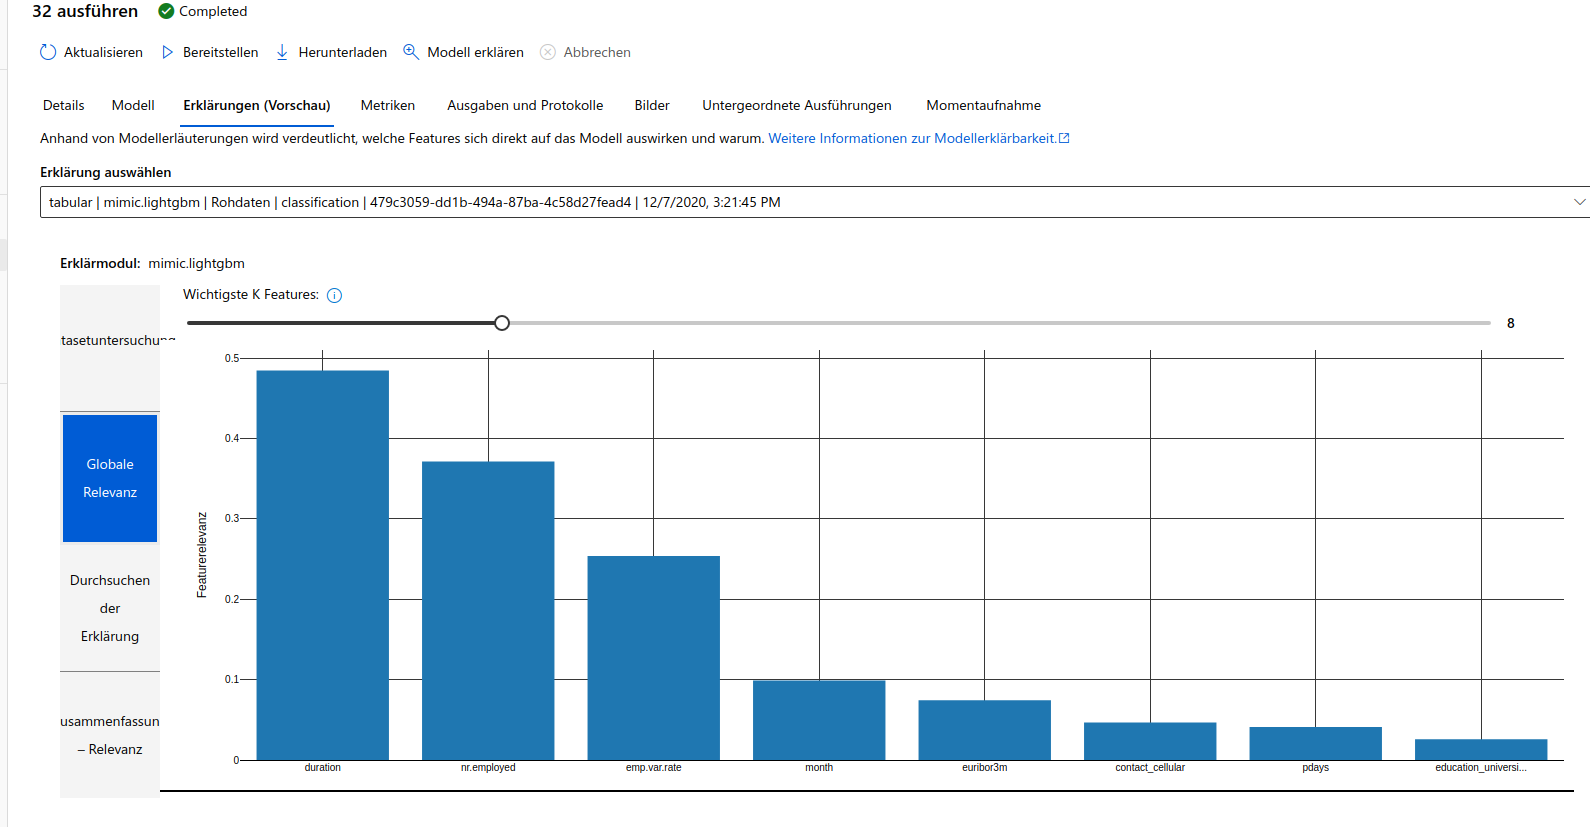 32 ausführen Completed
Aktualisieren Bereitstellen Herunterladen Modell erklären Abbrechen
Details Modell Erklärungen (Vorschau) Metriken Ausgaben und Protokolle Bilder Untergeordnete Ausführungen Momentaufnahme
Anhand von Modellerläuterungen wird verdeutlicht, welche Features sich direkt auf das Modell auswirken und warum. Weitere Informationen zur Modellerklärbarkeit.
Erklärung auswählen
tabular | mimic.lightgbm | Rohdaten | classification | 479c3059-dd1b-494a-87ba-4c58d27fead4 | 12/7/2020, 3:21:45 PM
Erklärmodul: mimic.lightgbm
Wichtigste K Features:
8
tasetuntersuchung
Globale
Relevanz
Durchsuchen
der
Erklärung
usammenfassun
– Relevanz
Featurerelevanz
0.5
0.4
0.3
0.2
0.1
0
duration nr.employed emp.var.rate month euribor3m contact_cellular pdays education_universi...